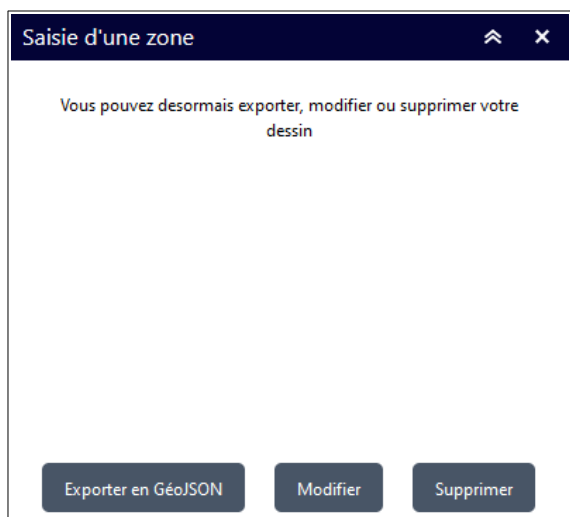 Saisie d'une zone
Vous pouvez desormais exporter, modifier ou supprimer votre
dessin
Exporter en GéoJSON Modifier Supprimer